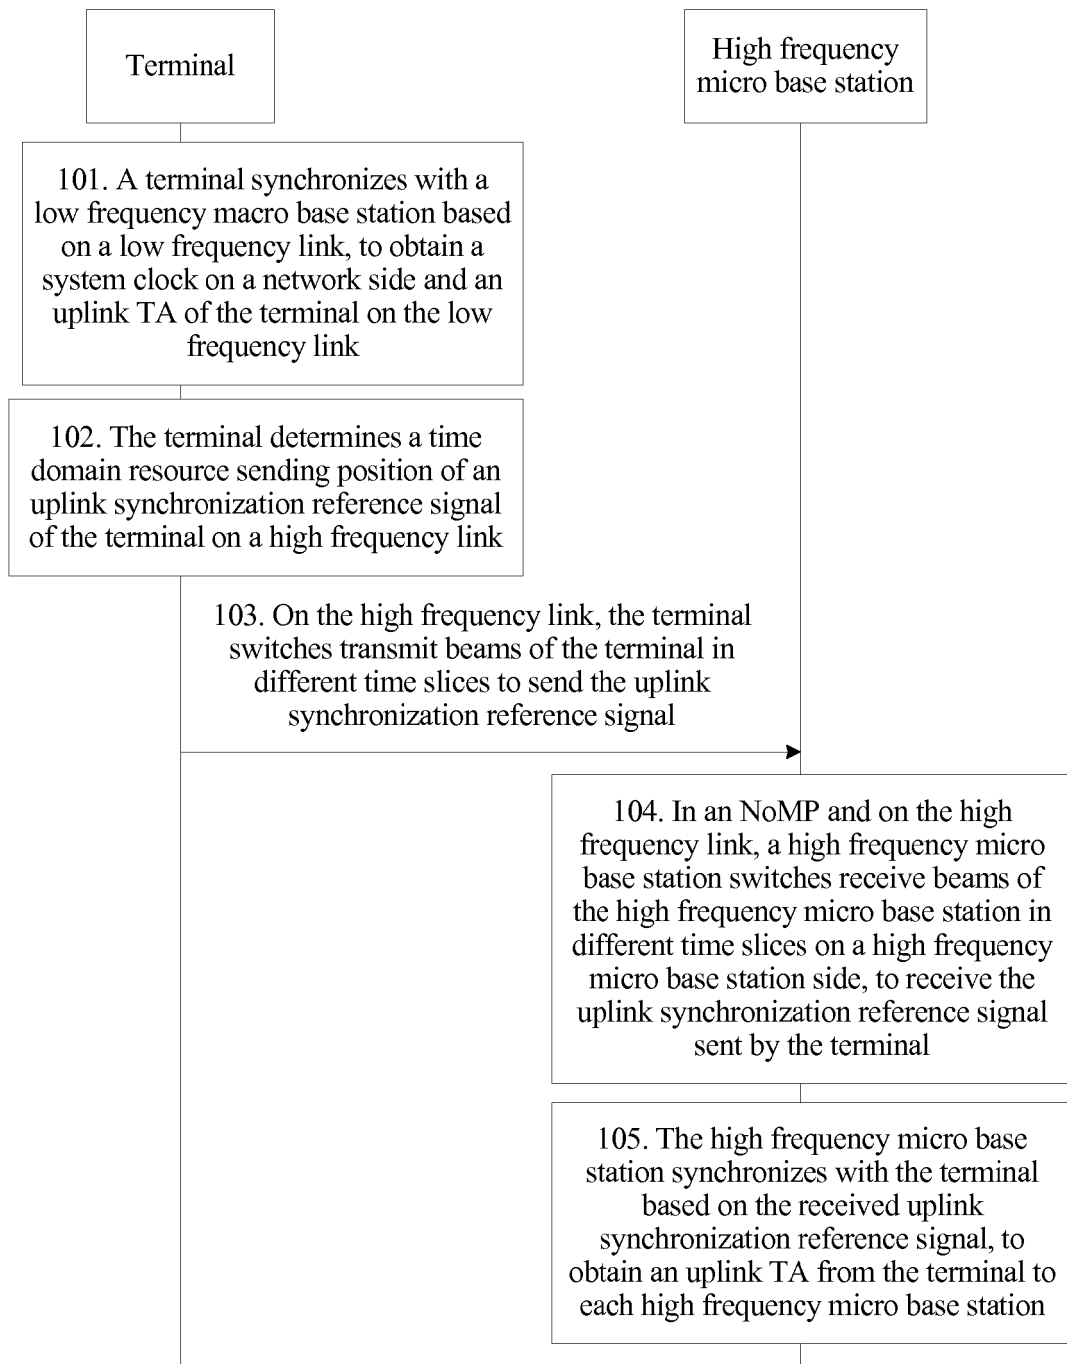 Terminal
High frequency
micro base station
101. A terminal synchronizes with a
low frequency macro base station based
on a low frequency link, to obtain a
system clock on a network side and an
uplink TA of the terminal on the low
frequency link
102. The terminal determines a time
domain resource sending position of an
uplink synchronization reference signal
of the terminal on a high frequency link
103. On the high frequency link, the terminal
switches transmit beams of the terminal in
different time slices to send the uplink
synchronization reference signal
104. In an NoMP and on the high
frequency link, a high frequency micro
base station switches receive beams of
the high frequency micro base station in
different time slices on a high frequency
micro base station side, to receive the
uplink synchronization reference signal
sent by the terminal
105. The high frequency micro base
station synchronizes with the terminal
based on the received uplink
synchronization reference signal, to
obtain an uplink TA from the terminal to
each high frequency micro base station